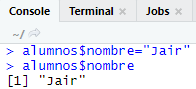 Console Terminal × Jobs ×
~/
> alumnos$nombre="Jair"
> alumnos$nombre
[1] "Jair"